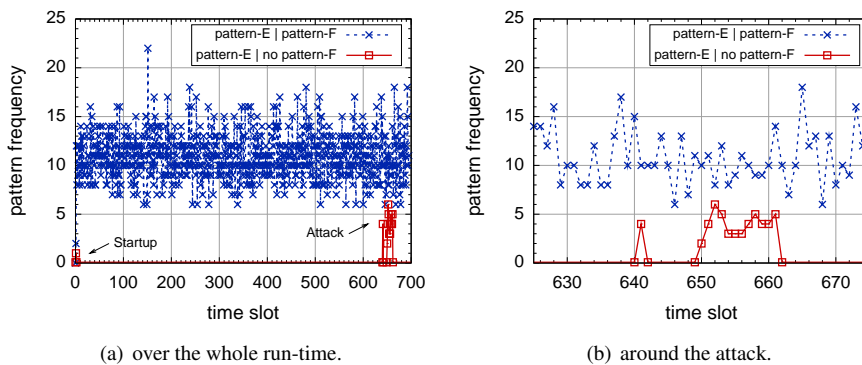 pattern frequency
25
20
15
10
5
0
pattern-E | pattern-F
pattern-E | no pattern-F
Startup
Attack
0 100 200 300 400 500 600 700
time slot
(a) over the whole run-time.
pattern frequency
25
20
15
10
5
0
pattern-E | pattern-F
pattern-E | no pattern-F
630 640 650 660 670
time slot
(b) around the attack.